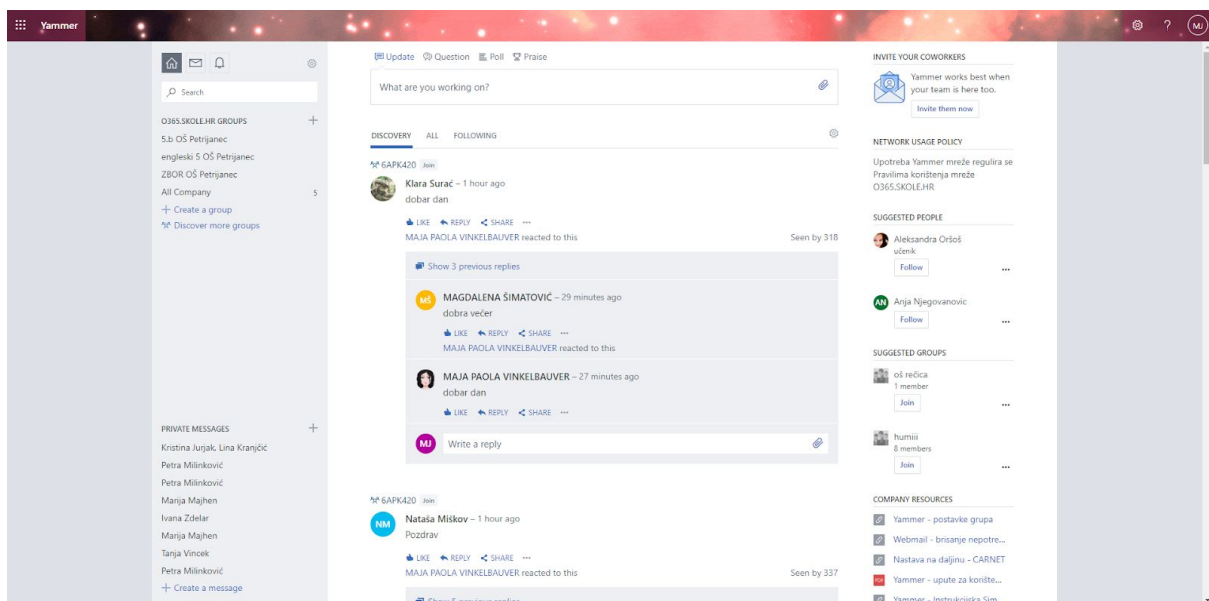 Yammer
?
MJ
Search
O365.SKOLE.HR GROUPS
5.b OŠ Petrijanec
engleski 5 OŠ Petrijanec
ZBOR OŠ Petrijanec
All Company 5
+ Create a group
Discover more groups
PRIVATE MESSAGES
Kristina Jurjak, Lina Kranjčić
Petra Milinković
Petra Milinković
Marija Majhen
Ivana Zdelar
Marija Majhen
Tanja Vincek
Petra Milinković
+ Create a message
Update Question Poll Praise
What are you working on?
DISCOVERY ALL FOLLOWING
6APK420 Join
Klara Surać – 1 hour ago
dobar dan
LIKE REPLY SHARE ···
MAJA PAOLA VINKELBAUVER reacted to this Seen by 318
Show 3 previous replies
MŠ
MAGDALENA ŠIMATOVIĆ – 29 minutes ago
dobra večer
LIKE REPLY SHARE ···
MAJA PAOLA VINKELBAUVER reacted to this
MAJA PAOLA VINKELBAUVER – 27 minutes ago
dobar dan
LIKE REPLY SHARE ···
MJ Write a reply
6APK420 Join
NM
Nataša Miškov – 1 hour ago
Pozdrav
LIKE REPLY SHARE ···
MAJA PAOLA VINKELBAUVER reacted to this Seen by 337
Show 5 previous replies
INVITE YOUR COWORKERS
Yammer works best when
your team is here too.
Invite them now
NETWORK USAGE POLICY
Upotreba Yammer mreže regulira se
Pravilima korištenja mreže
O365.SKOLE.HR
SUGGESTED PEOPLE
Aleksandra Oršoš
učenik
Follow ···
AN Anja Njegovanovic
Follow ···
SUGGESTED GROUPS
oš rečica
1 member
Join ···
humiii
8 members
Join ···
COMPANY RESOURCES
Yammer - postavke grupa
Webmail - brisanje nepotre...
Nastava na daljinu - CARNET
PDF Yammer - upute za korište...
Yammer - Instrukcijska Sim...